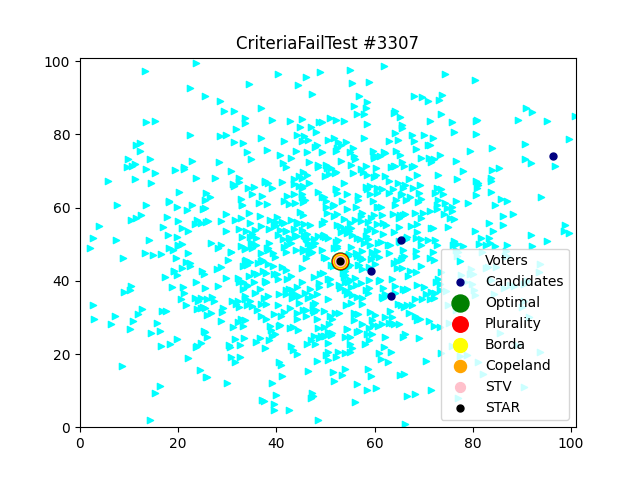 CriteriaFailTest #3307
100
80
60
40
20
0
0 20 40 60 80 100
Voters
Candidates
Optimal
Plurality
Borda
Copeland
STV
STAR